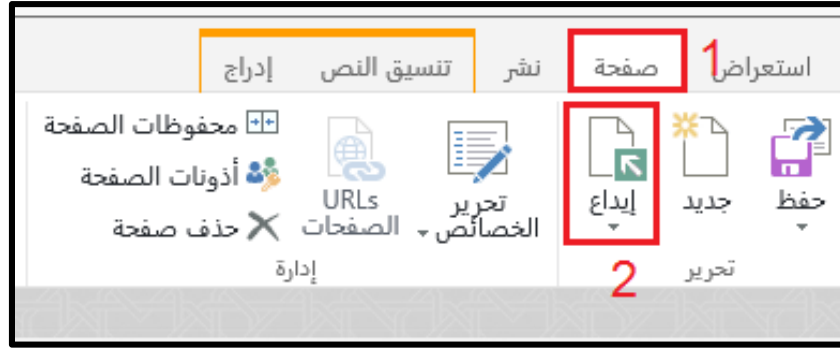 استعراض
1
صفحة
نشر
تنسيق النص
إدراج
حفظ
جديد
إيداع
تحرير الخصائص
URLs الصفحات
محفوظات الصفحة
أذونات الصفحة
حذف صفحة
تحرير
2
إدارة